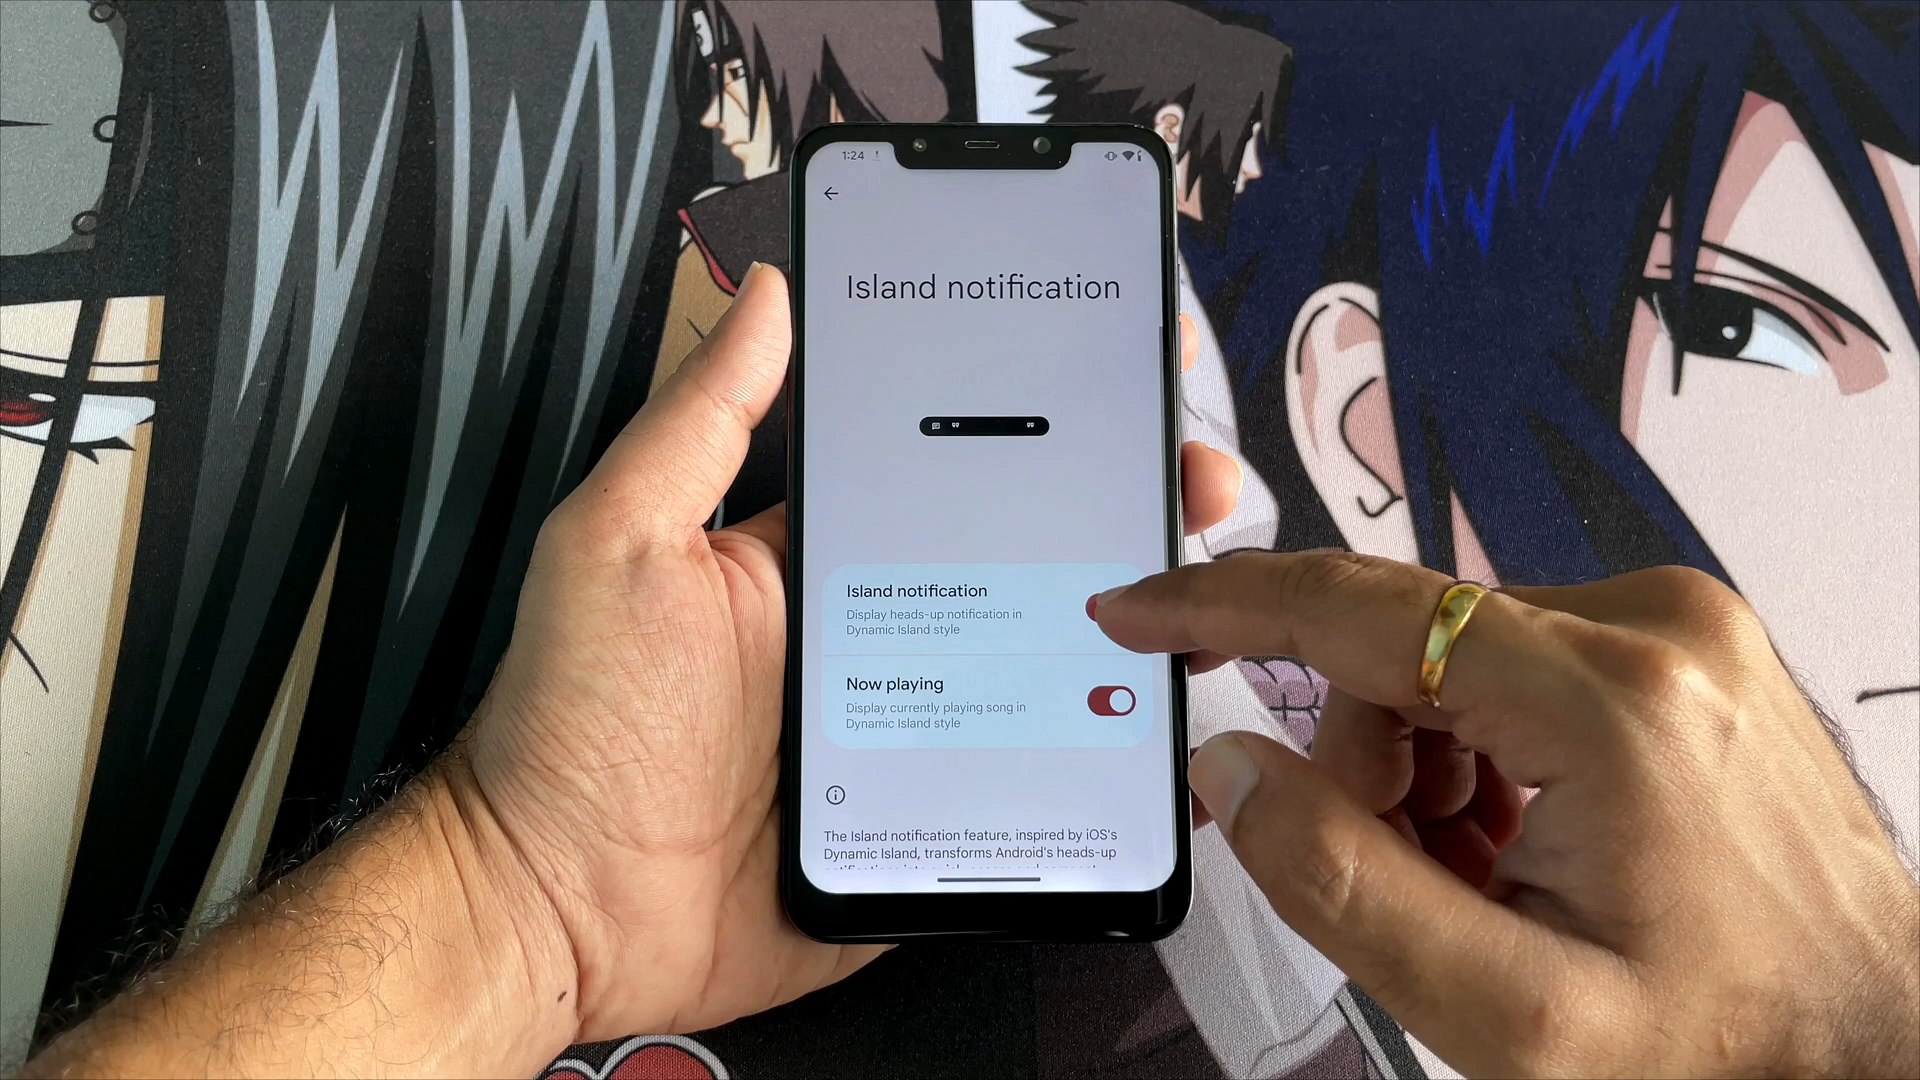 1:24
Island notification
Island notification
Display heads-up notification in
Dynamic Island style
Now playing
Display currently playing song in
Dynamic Island style
The Island notification feature, inspired by iOS's
Dynamic Island, transforms Android's heads-up